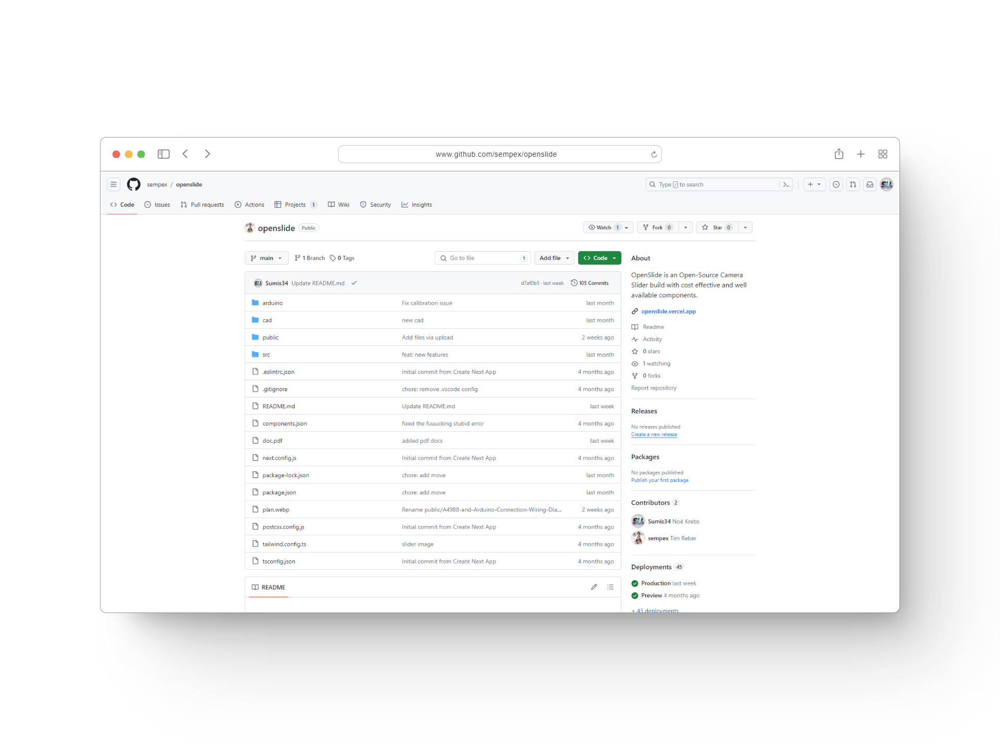 www.github.com/sempex/openslide
sempex / openslide
Type / to search
Code Issues Pull requests Actions Projects 1 Wiki Security Insights
openslide Public
Watch 1 Fork 0 Star 0
main 1 Branch 0 Tags Go to file t Add file Code
Sumis34 Update README.md d7af0b5 · last week 105 Commits
arduino Fix calibration issue last month
cad new cad last month
public Add files via upload 2 weeks ago
src feat: new features last month
.eslintrc.json Initial commit from Create Next App 4 months ago
.gitignore chore: remove .vscode config 4 months ago
README.md Update README.md last week
components.json fixed the fuuucking stubid error 4 months ago
doc.pdf added pdf docs last week
next.config.js Initial commit from Create Next App 4 months ago
package-lock.json chore: add move last month
package.json chore: add move last month
plan.webp Rename public/A4988-and-Arduino-Connection-Wiring-Dia... 2 weeks ago
postcss.config.js Initial commit from Create Next App 4 months ago
tailwind.config.ts slider image 4 months ago
tsconfig.json Initial commit from Create Next App 4 months ago
README
About
OpenSlide is an Open-Source Camera
Slider build with cost effective and well
available components.
openslide.vercel.app
Readme
Activity
0 stars
1 watching
0 forks
Report repository
Releases
No releases published
Create a new release
Packages
No packages published
Publish your first package
Contributors 2
Sumis34 Noé Krebs
sempex Tim Reber
Deployments 45
Production last week
Preview 4 months ago
+ 43 deployments